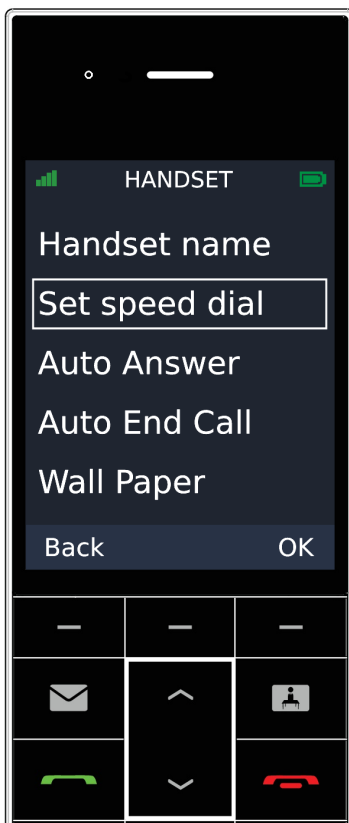 HANDSET
Handset name
Set speed dial
Auto Answer
Auto End Call
Wall Paper
Back OK